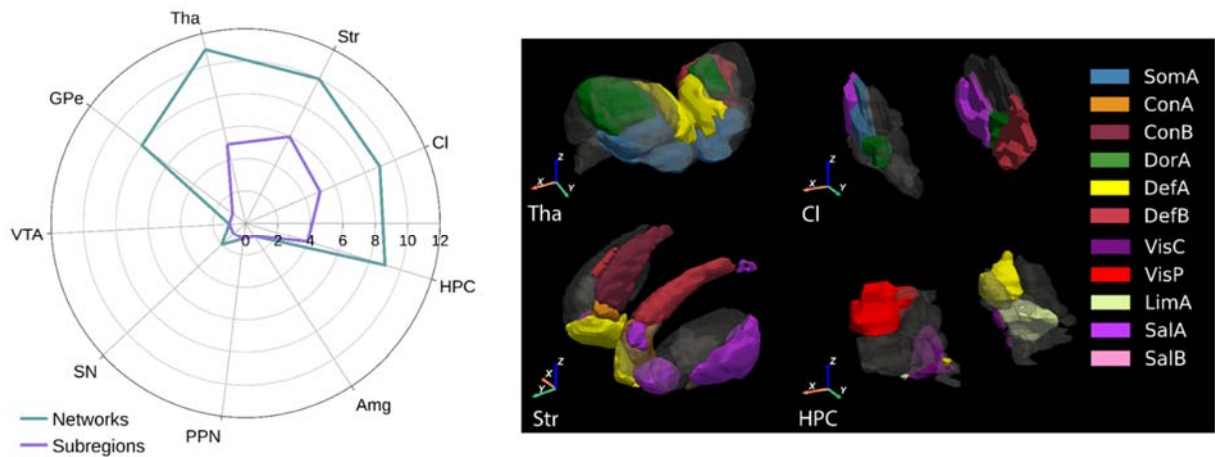 Tha
Str
GPe
Cl
VTA
0 2 4 6 8 10 12
HPC
SN
Amg
PPN
Networks
Subregions
Z
X
Y
Tha
Z
X
Y
Cl
Z
X
Y
Str
Z
X
Y
HPC
SomA
ConA
ConB
DorA
DefA
DefB
VisC
VisP
LimA
SalA
SalB